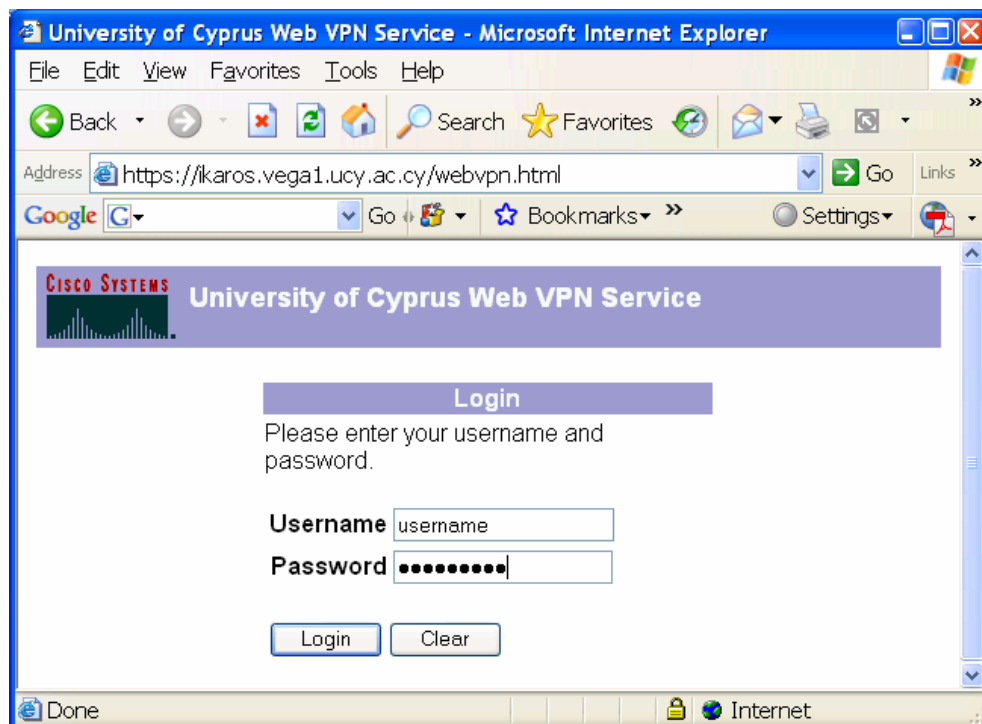 University of Cyprus Web VPN Service - Microsoft Internet Explorer
File Edit View Favorites Tools Help
Back Search Favorites »
Address https://ikaros.vega1.ucy.ac.cy/webvpn.html Go Links »
Google G Go Bookmarks » Settings
CISCO SYSTEMS
University of Cyprus Web VPN Service
Login
Please enter your username and
password.
Username username
Password •••••••••
Login Clear
Done Internet